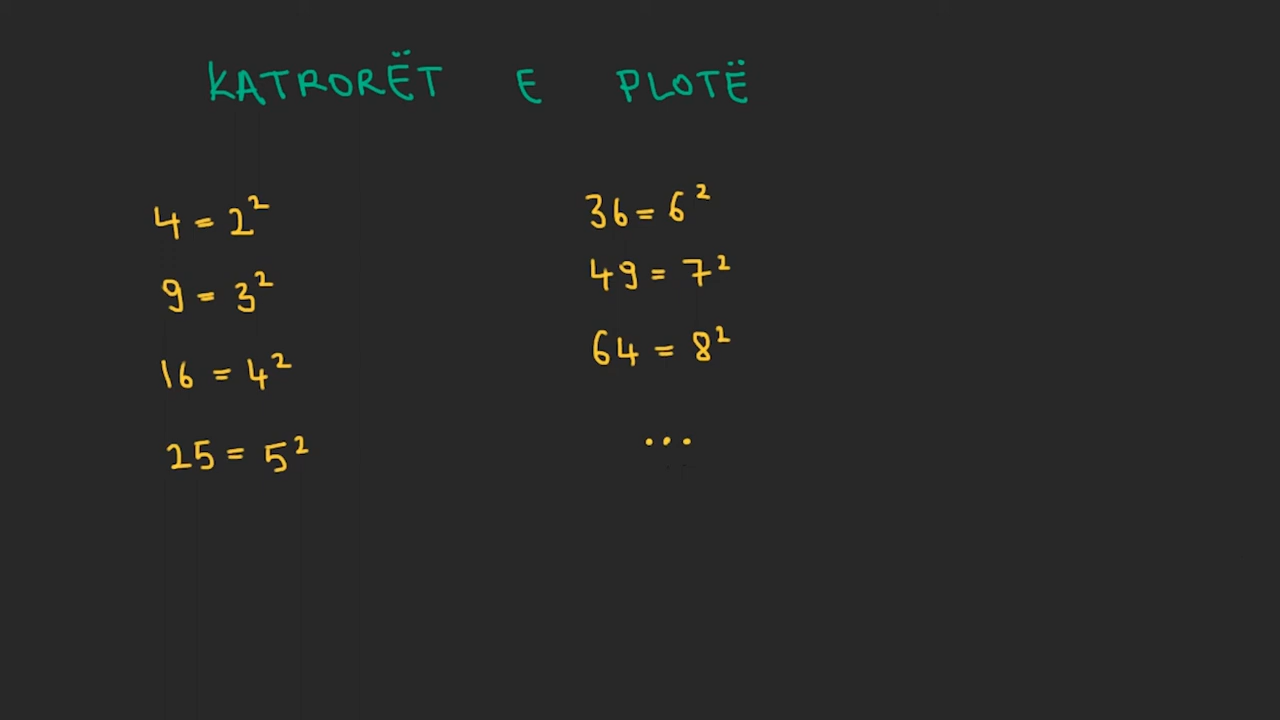 KATRORËT E PLOTË
4 = 2²
9 = 3²
16 = 4²
25 = 5²
36 = 6²
49 = 7²
64 = 8²
...